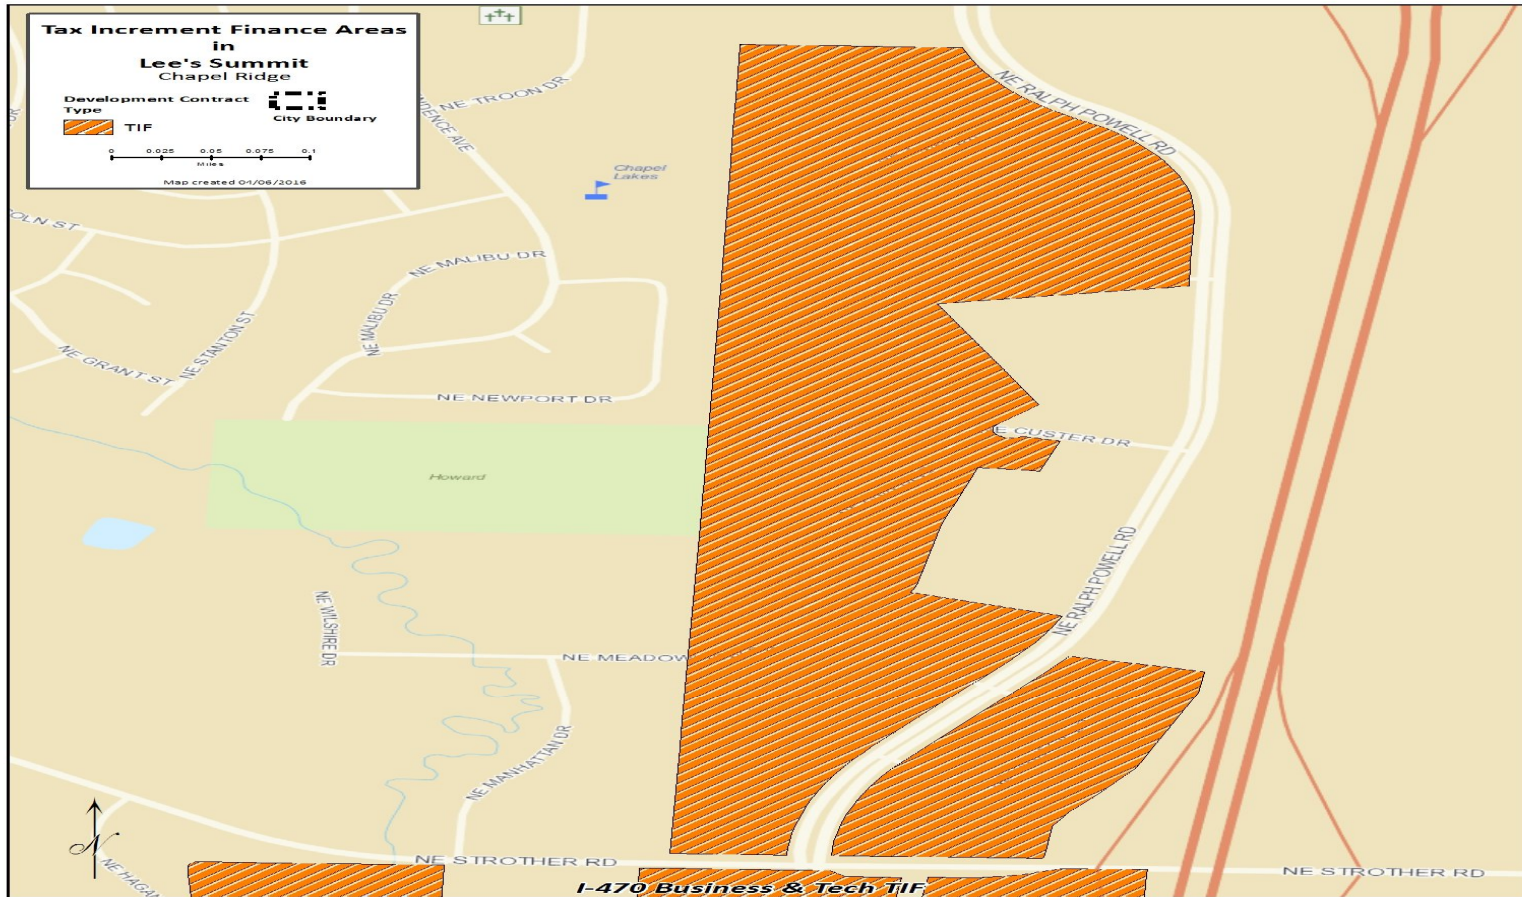 Tax Increment Finance Areas
in
Lee's Summit
Chapel Ridge
Development Contract
Type
City Boundary
TIF
0 0.025 0.05 0.075 0.1
Miles
Map created 04/06/2016
NE TROON DR
NE RALPH POWELL RD
Chapel
Lakes
NE MALIBU DR
NE MALIBU DR
NE STANTON ST
NE GRANT ST
NE NEWPORT DR
E CUSTER DR
Howard
NE RALPH POWELL RD
NE WILSHIRE DR
NE MEADOW
NE MANHATTAN DR
N
NE STROTHER RD
NE STROTHER RD
NE HAGAN
I-470 Business & Tech TIF